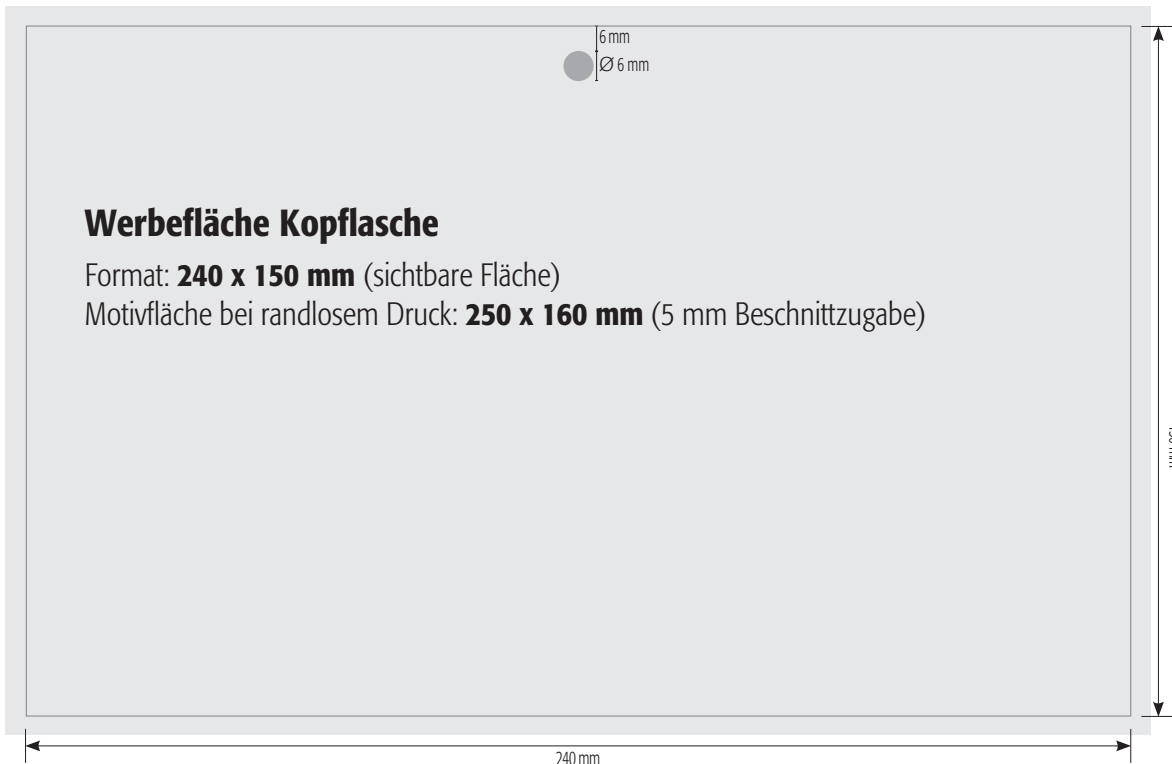 6 mm
Ø 6 mm
Werbefläche Kopflasche
Format: 240 x 150 mm (sichtbare Fläche)
Motivfläche bei randlosem Druck: 250 x 160 mm (5 mm Beschnittzugabe)
240 mm